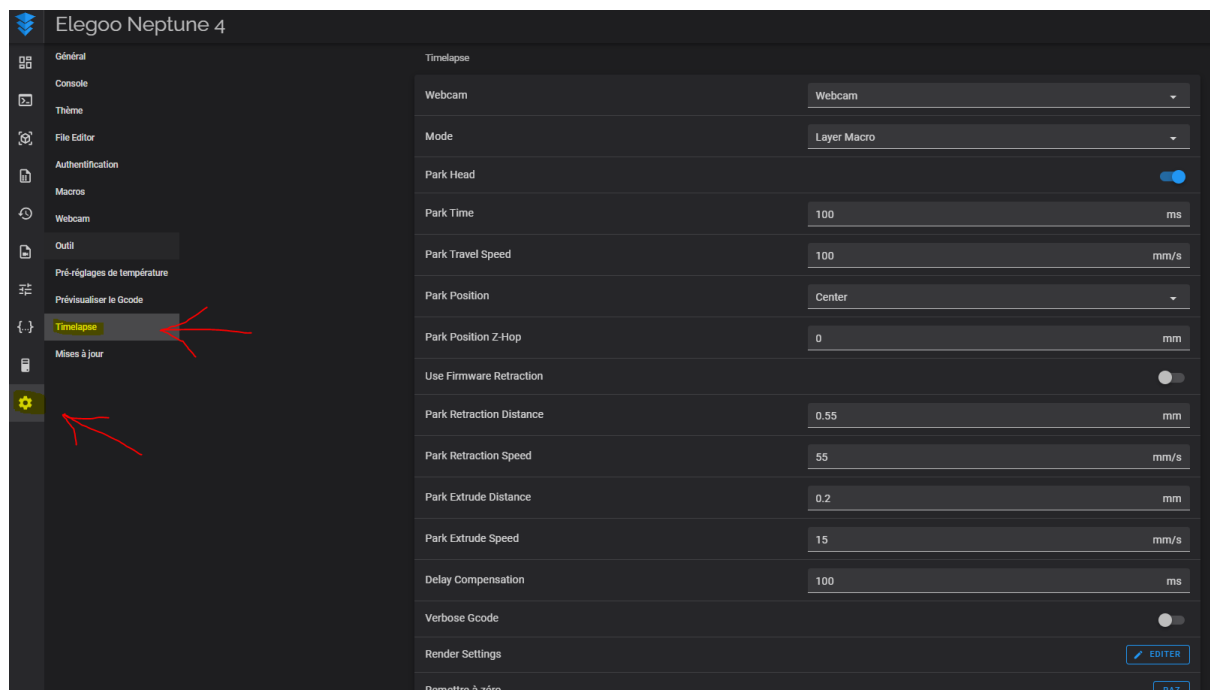 Elegoo Neptune 4
Général
Console
Thème
File Editor
Authentification
Macros
Webcam
Outil
Pré-réglages de température
Prévisualiser le Gcode
Timelapse
Mises à jour
{...}
Timelapse
Webcam Webcam
Mode Layer Macro
Park Head
Park Time 100 ms
Park Travel Speed 100 mm/s
Park Position Center
Park Position Z-Hop 0 mm
Use Firmware Retraction
Park Retraction Distance 0.55 mm
Park Retraction Speed 55 mm/s
Park Extrude Distance 0.2 mm
Park Extrude Speed 15 mm/s
Delay Compensation 100 ms
Verbose Gcode
Render Settings EDITER
Remettre à zéro RAZ